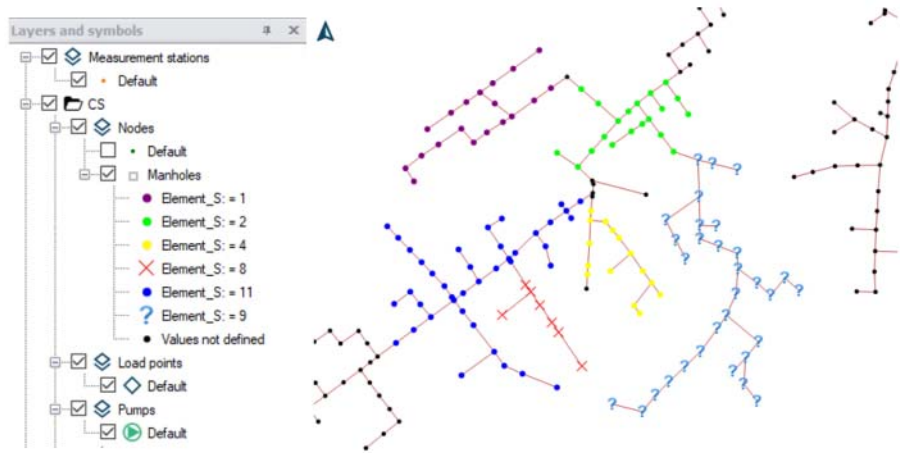 Layers and symbols
Measurement stations
Default
CS
Nodes
Default
Manholes
Element_S: = 1
Element_S: = 2
Element_S: = 4
Element_S: = 8
Element_S: = 11
Element_S: = 9
Values not defined
Load points
Default
Pumps
Default